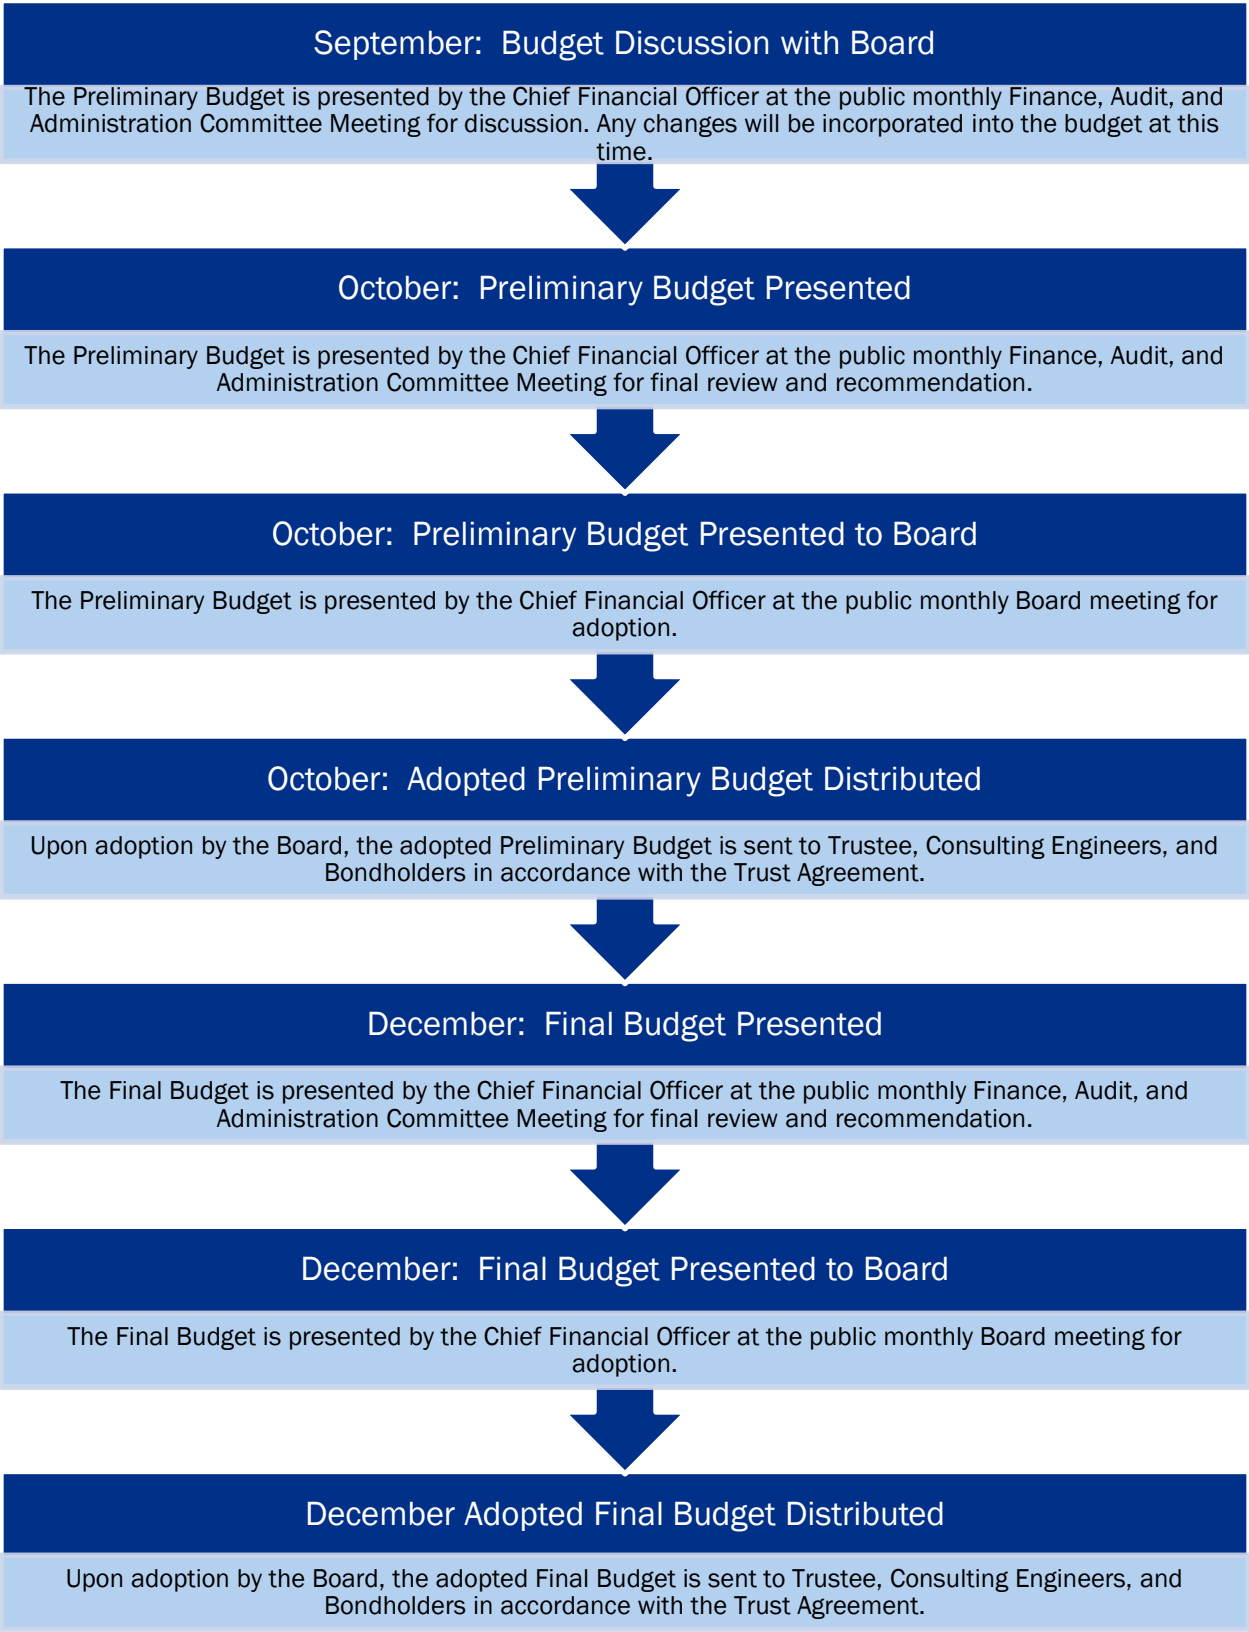 September:  Budget Discussion with Board
The Preliminary Budget is presented by the Chief Financial Officer at the public monthly Finance, Audit, and
Administration Committee Meeting for discussion. Any changes will be incorporated into the budget at this
time.
October:  Preliminary Budget Presented
The Preliminary Budget is presented by the Chief Financial Officer at the public monthly Finance, Audit, and
Administration Committee Meeting for final review and recommendation.
October:  Preliminary Budget Presented to Board
The Preliminary Budget is presented by the Chief Financial Officer at the public monthly Board meeting for
adoption.
October:  Adopted Preliminary Budget Distributed
Upon adoption by the Board, the adopted Preliminary Budget is sent to Trustee, Consulting Engineers, and
Bondholders in accordance with the Trust Agreement.
December:  Final Budget Presented
The Final Budget is presented by the Chief Financial Officer at the public monthly Finance, Audit, and
Administration Committee Meeting for final review and recommendation.
December:  Final Budget Presented to Board
The Final Budget is presented by the Chief Financial Officer at the public monthly Board meeting for
adoption.
December Adopted Final Budget Distributed
Upon adoption by the Board, the adopted Final Budget is sent to Trustee, Consulting Engineers, and
Bondholders in accordance with the Trust Agreement.